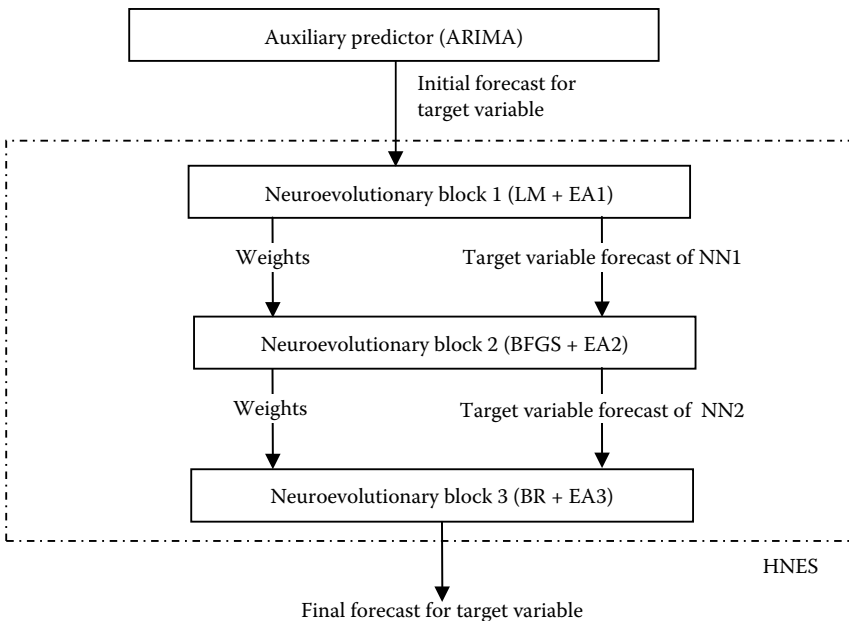 Auxiliary predictor (ARIMA)
Initial forecast for
target variable
Neuroevolutionary block 1 (LM + EA1)
Weights
Target variable forecast of NN1
Neuroevolutionary block 2 (BFGS + EA2)
Weights
Target variable forecast of NN2
Neuroevolutionary block 3 (BR + EA3)
HNES
Final forecast for target variable